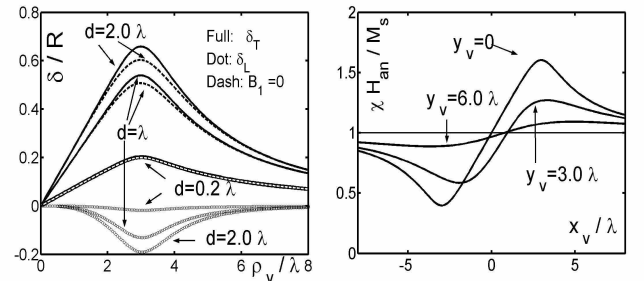 δ / R
0.8
0.6
0.4
0.2
0
-0.2
0
2
4
6
8
ρv / λ
d=2.0 λ
d=λ
d=0.2 λ
d=2.0 λ
Full: δT
Dot: δL
Dash: B1 =0
χ Han / Ms
2
1.5
1
0.5
0
-5
0
5
xv / λ
yv=0
yv=6.0 λ
yv=3.0 λ